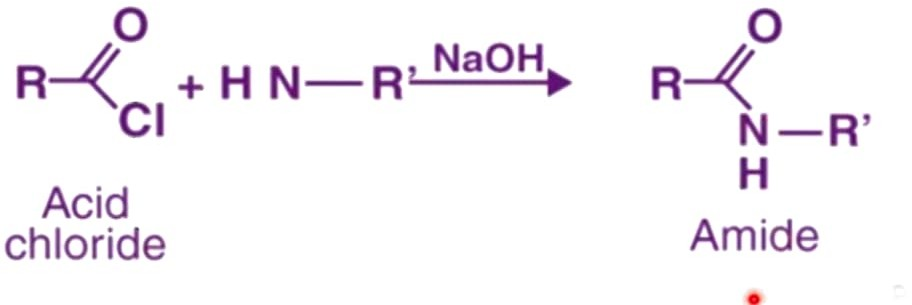 O
R Cl + H N — R' NaOH
Acid
chloride
O
R
N — R'
H
Amide